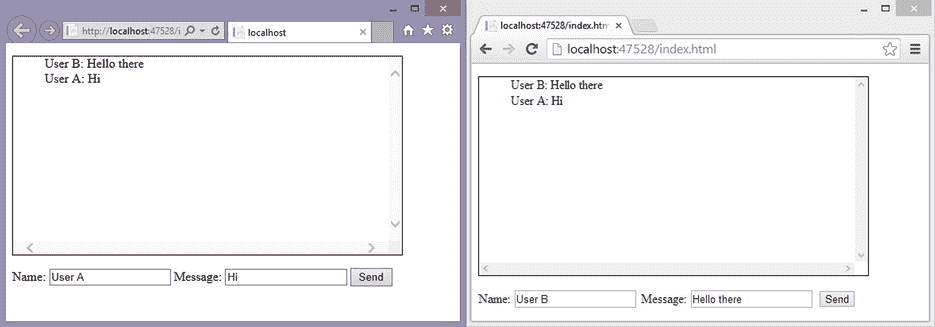 http://localhost:47528/i
localhost
User B: Hello there
User A: Hi
Name: User A Message: Hi Send
localhost:47528/index.htm
localhost:47528/index.html
User B: Hello there
User A: Hi
Name: User B Message: Hello there Send